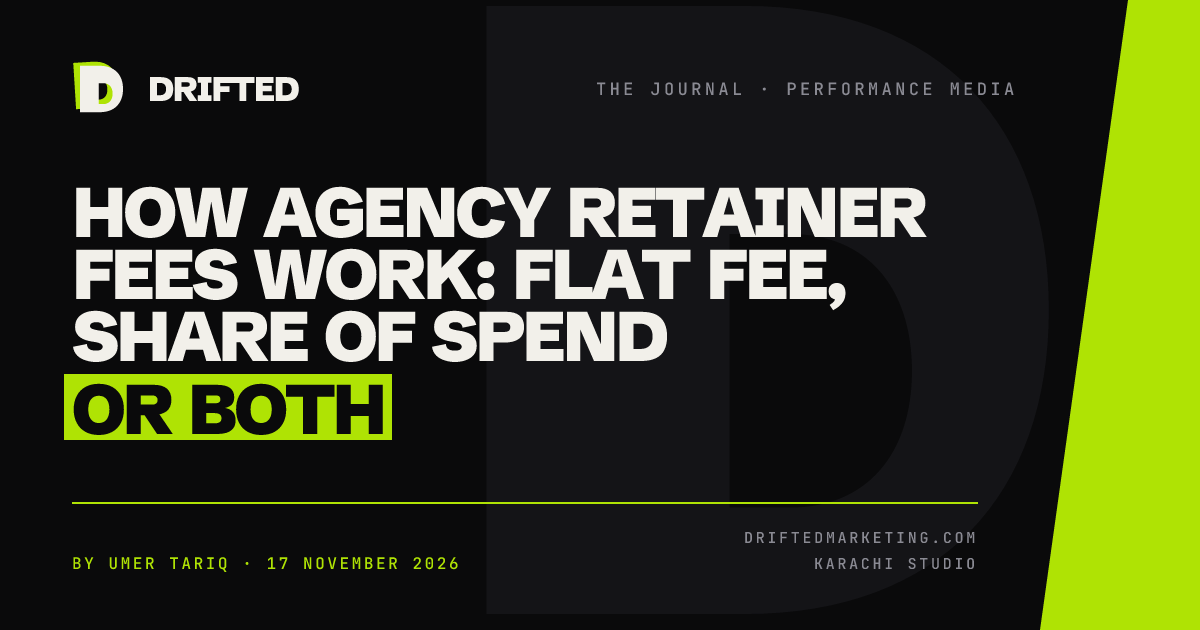 DRIFTED
THE JOURNAL · PERFORMANCE MEDIA
HOW AGENCY RETAINER
FEES WORK: FLAT FEE,
SHARE OF SPEND
OR BOTH
DRIFTEDMARKETING.COM
BY UMER TARIQ · 17 NOVEMBER 2026
KARACHI STUDIO